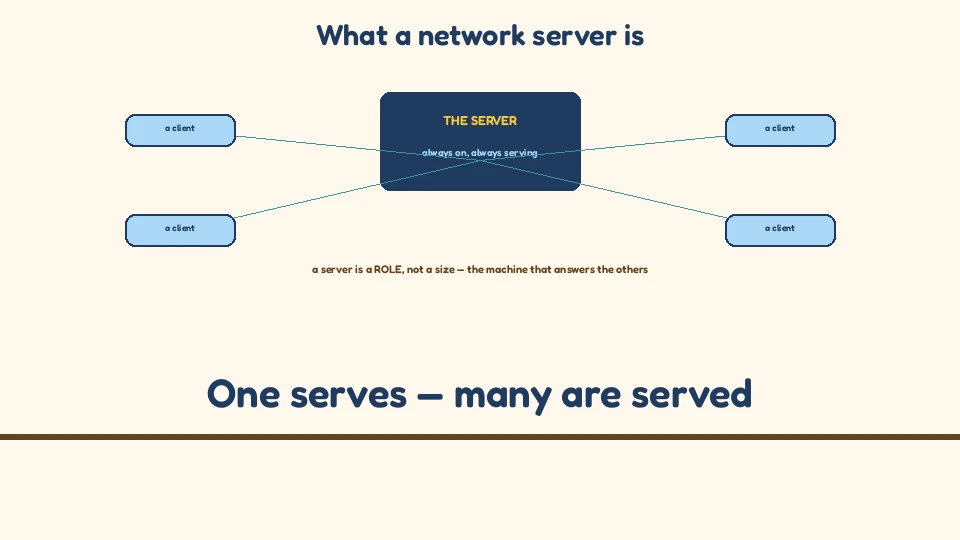 What a network server is
THE SERVER
a client
a client
always on, always serving
a client
a client
a server is a ROLE, not a size — the machine that answers the others
One serves — many are served